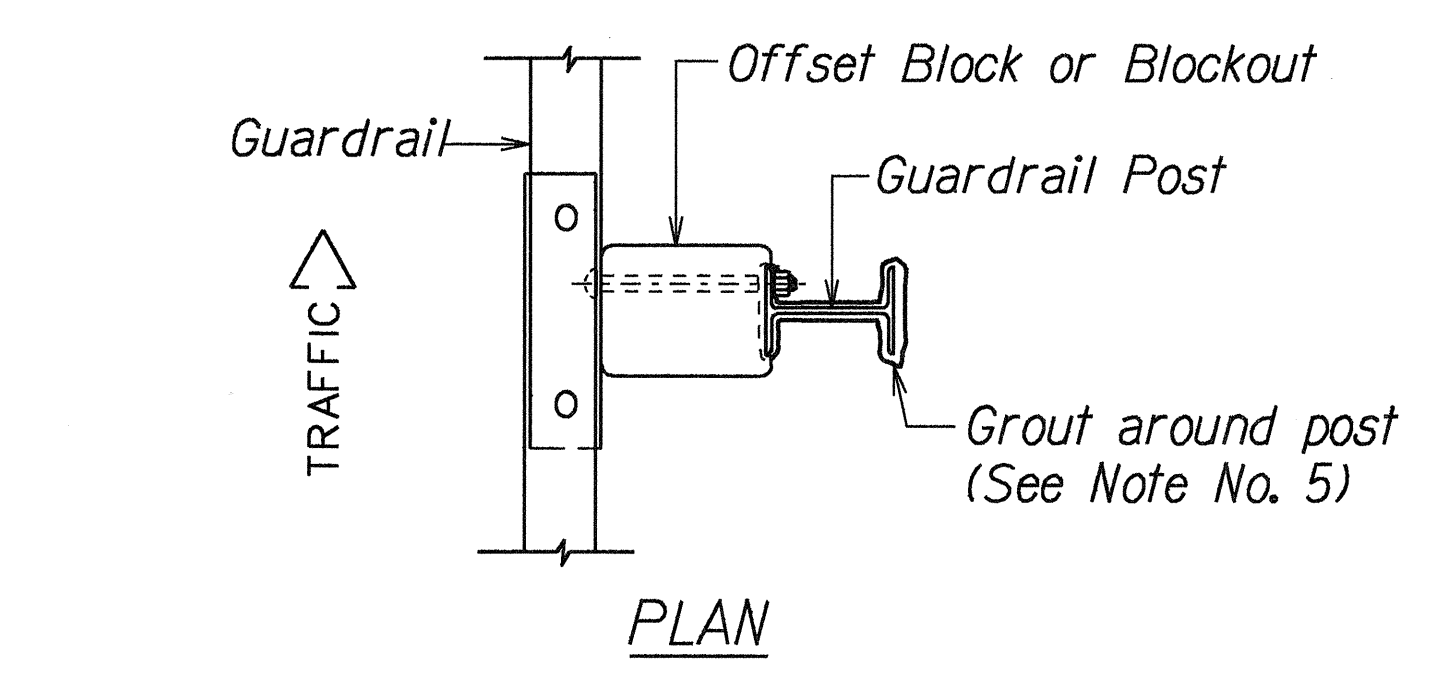 Offset Block or Blockout
Guardrail
Guardrail Post
TRAFFIC
Grout around post
(See Note No. 5)
PLAN